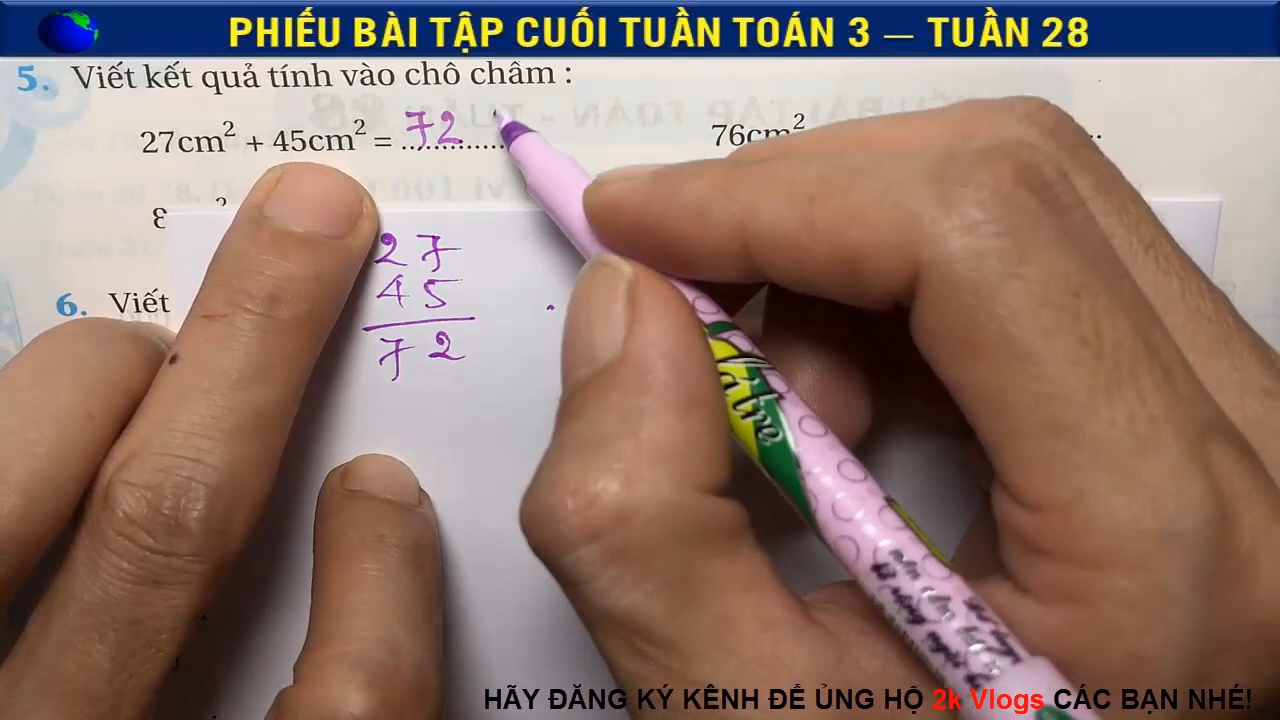 PHIẾU BÀI TẬP CUỐI TUẦN TOÁN 3 — TUẦN 28
5. Viết kết quả tính vào chỗ chấm :
27cm² + 45cm² = 72
76cm²
8
6. Viết
27
45
72
HÃY ĐĂNG KÝ KÊNH ĐỂ ỦNG HỘ 2k Vlogs CÁC BẠN NHÉ!